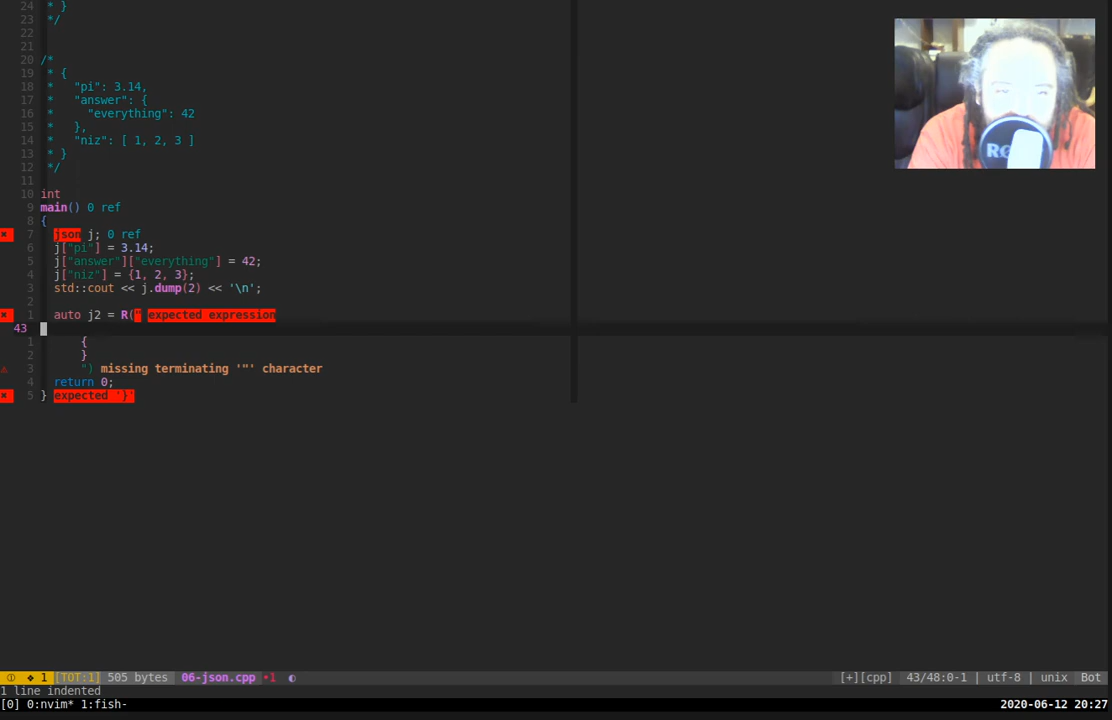 24  * }
23  */
22
21
20 /*
19  * {
18  *   "pi": 3.14,
17  *   "answer": {
16  *     "everything": 42
15  *   },
14  *   "niz": [ 1, 2, 3 ]
13  * }
12  */
11
10 int
9 main() 0 ref
8 {
✖ 7   json j; 0 ref
6   j["pi"] = 3.14;
5   j["answer"]["everything"] = 42;
4   j["niz"] = {1, 2, 3};
3   std::cout << j.dump(2) << '\n';
2
✖ 1   auto j2 = R(" expected expression
43
1       {
2       }
⚠ 3       ") missing terminating '"' character
4   return 0;
✖ 5 } expected '}'
① ❖ 1 [TOT:1] 505 bytes 06-json.cpp •1 ◐ [+][cpp] 43/48:0-1 | utf-8 | unix Bot
1 line indented
[0] 0:nvim* 1:fish- 2020-06-12 20:27